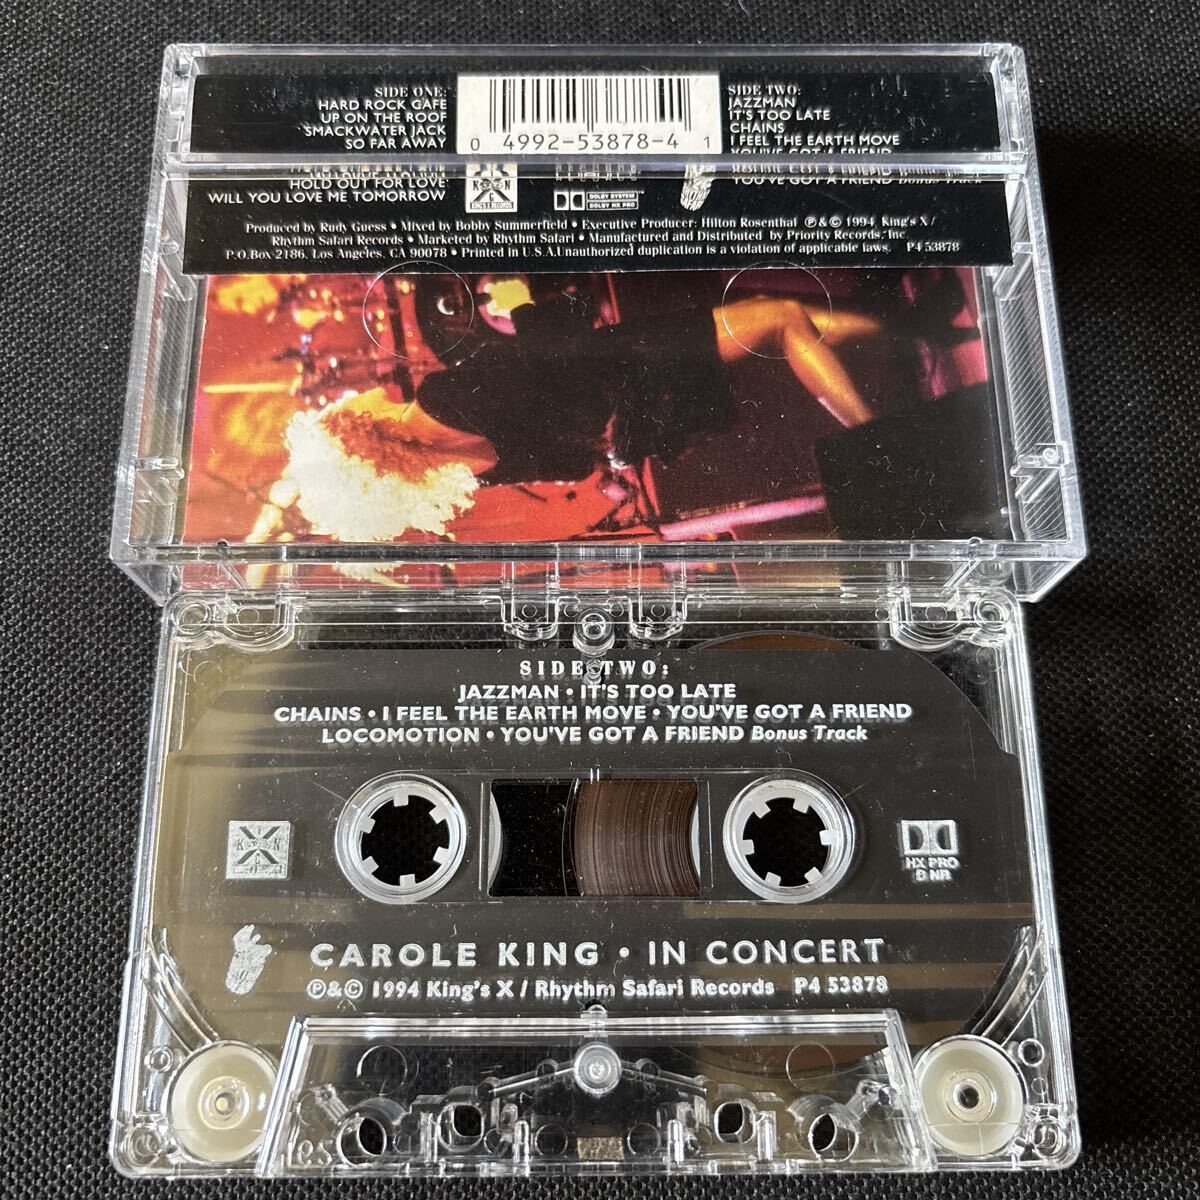 SIDE ONE:
HARD ROCK CAFE
UP ON THE ROOF
SMACKWATER JACK
SO FAR AWAY
0 4992-53878-4 1
SIDE TWO:
JAZZMAN
IT'S TOO LATE
CHAINS
I FEEL THE EARTH MOVE
YOU'VE GOT A FRIEND
HOLD OUT FOR LOVE
WILL YOU LOVE ME TOMORROW
DOLBY SYSTEM
DOLBY HX PRO
YOU'VE GOT A FRIEND Bonus Track
Produced by Rudy Guess • Mixed by Bobby Summerfield • Executive Producer: Hilton Rosenthal ℗&© 1994, King's X /
Rhythm Safari Records • Marketed by Rhythm Safari • Manufactured and Distributed by Priority Records, Inc.
P.O.Box 2186, Los Angeles, CA 90078 • Printed in U.S.A.Unauthorized duplication is a violation of applicable laws. P4 53878
SIDE TWO:
JAZZMAN • IT'S TOO LATE
CHAINS • I FEEL THE EARTH MOVE • YOU'VE GOT A FRIEND
LOCOMOTION • YOU'VE GOT A FRIEND Bonus Track
HX PRO
B NR
CAROLE KING • IN CONCERT
℗&© 1994 King's X / Rhythm Safari Records P4 53878